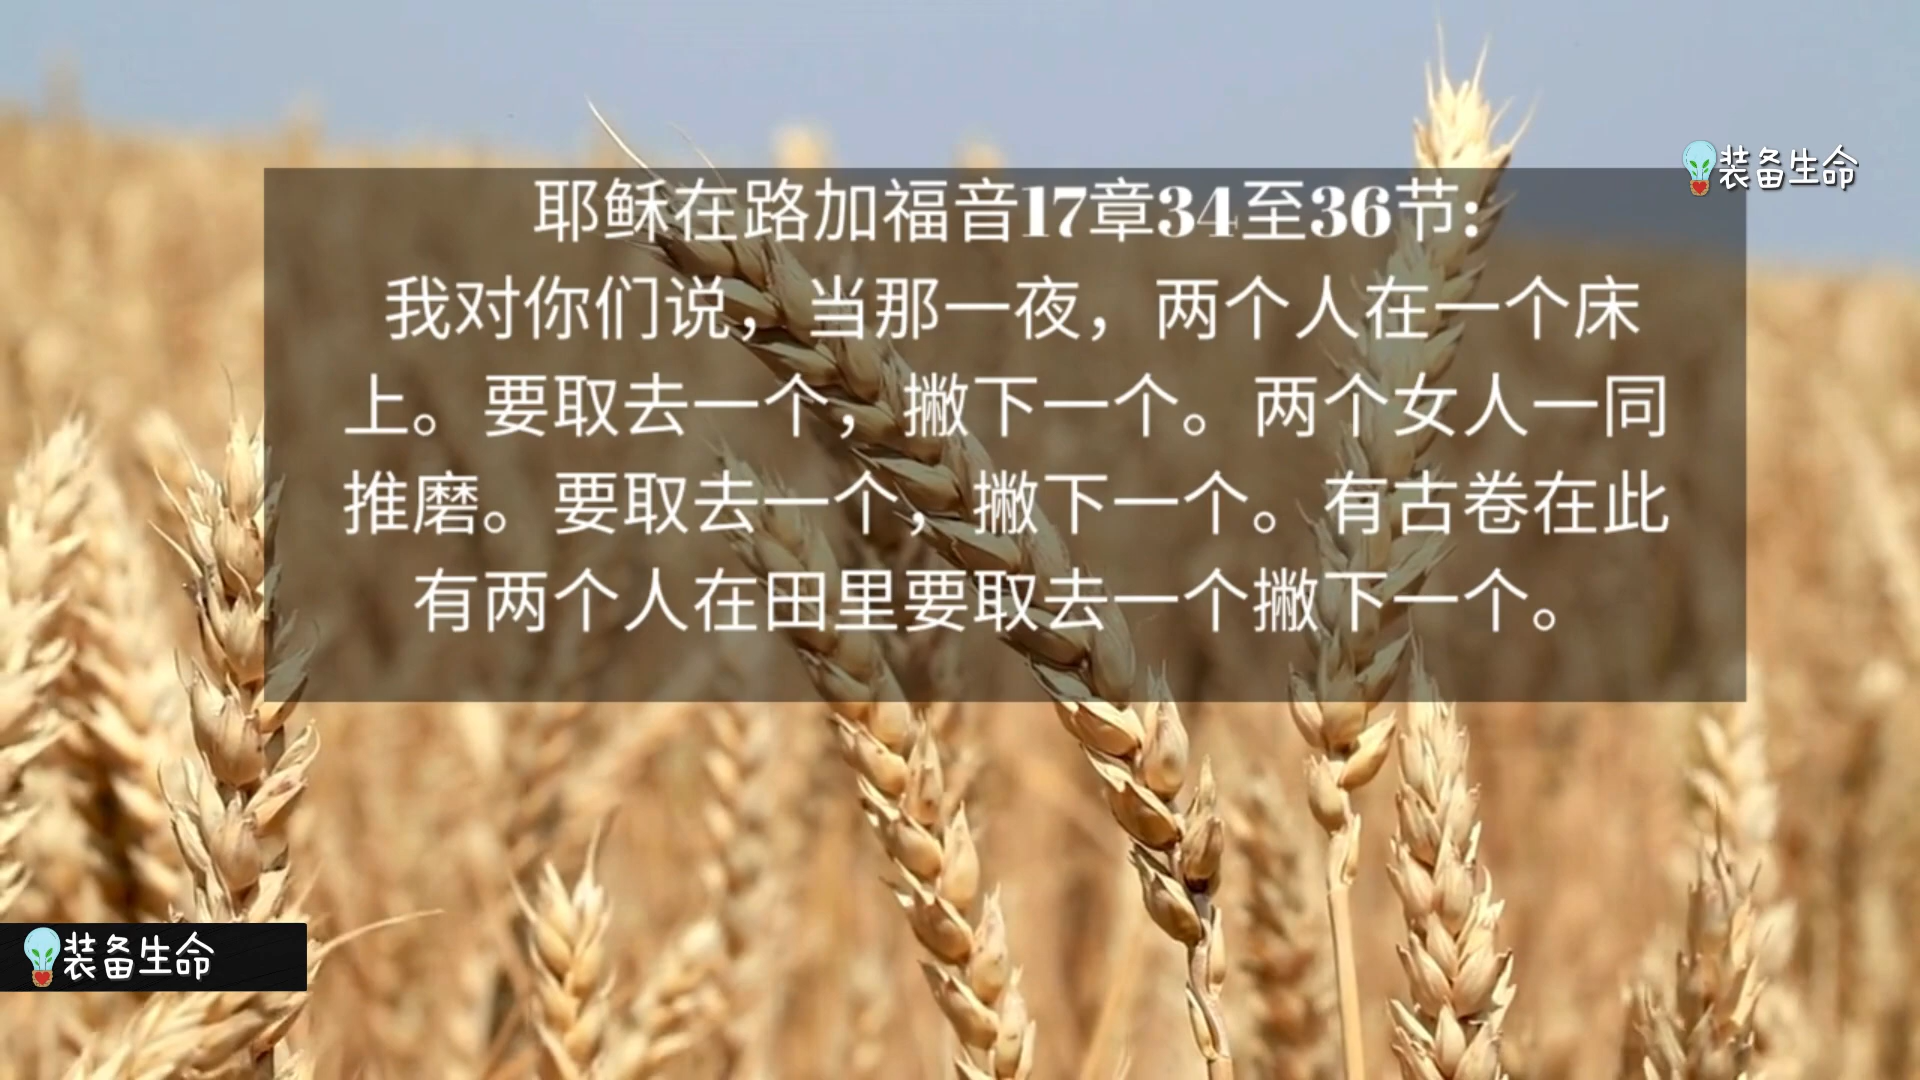 装备生命
耶稣在路加福音17章34至36节:
我对你们说，当那一夜，两个人在一个床
上。要取去一个，撇下一个。两个女人一同
推磨。要取去一个，撇下一个。有古卷在此
有两个人在田里要取去一个撇下一个。
装备生命